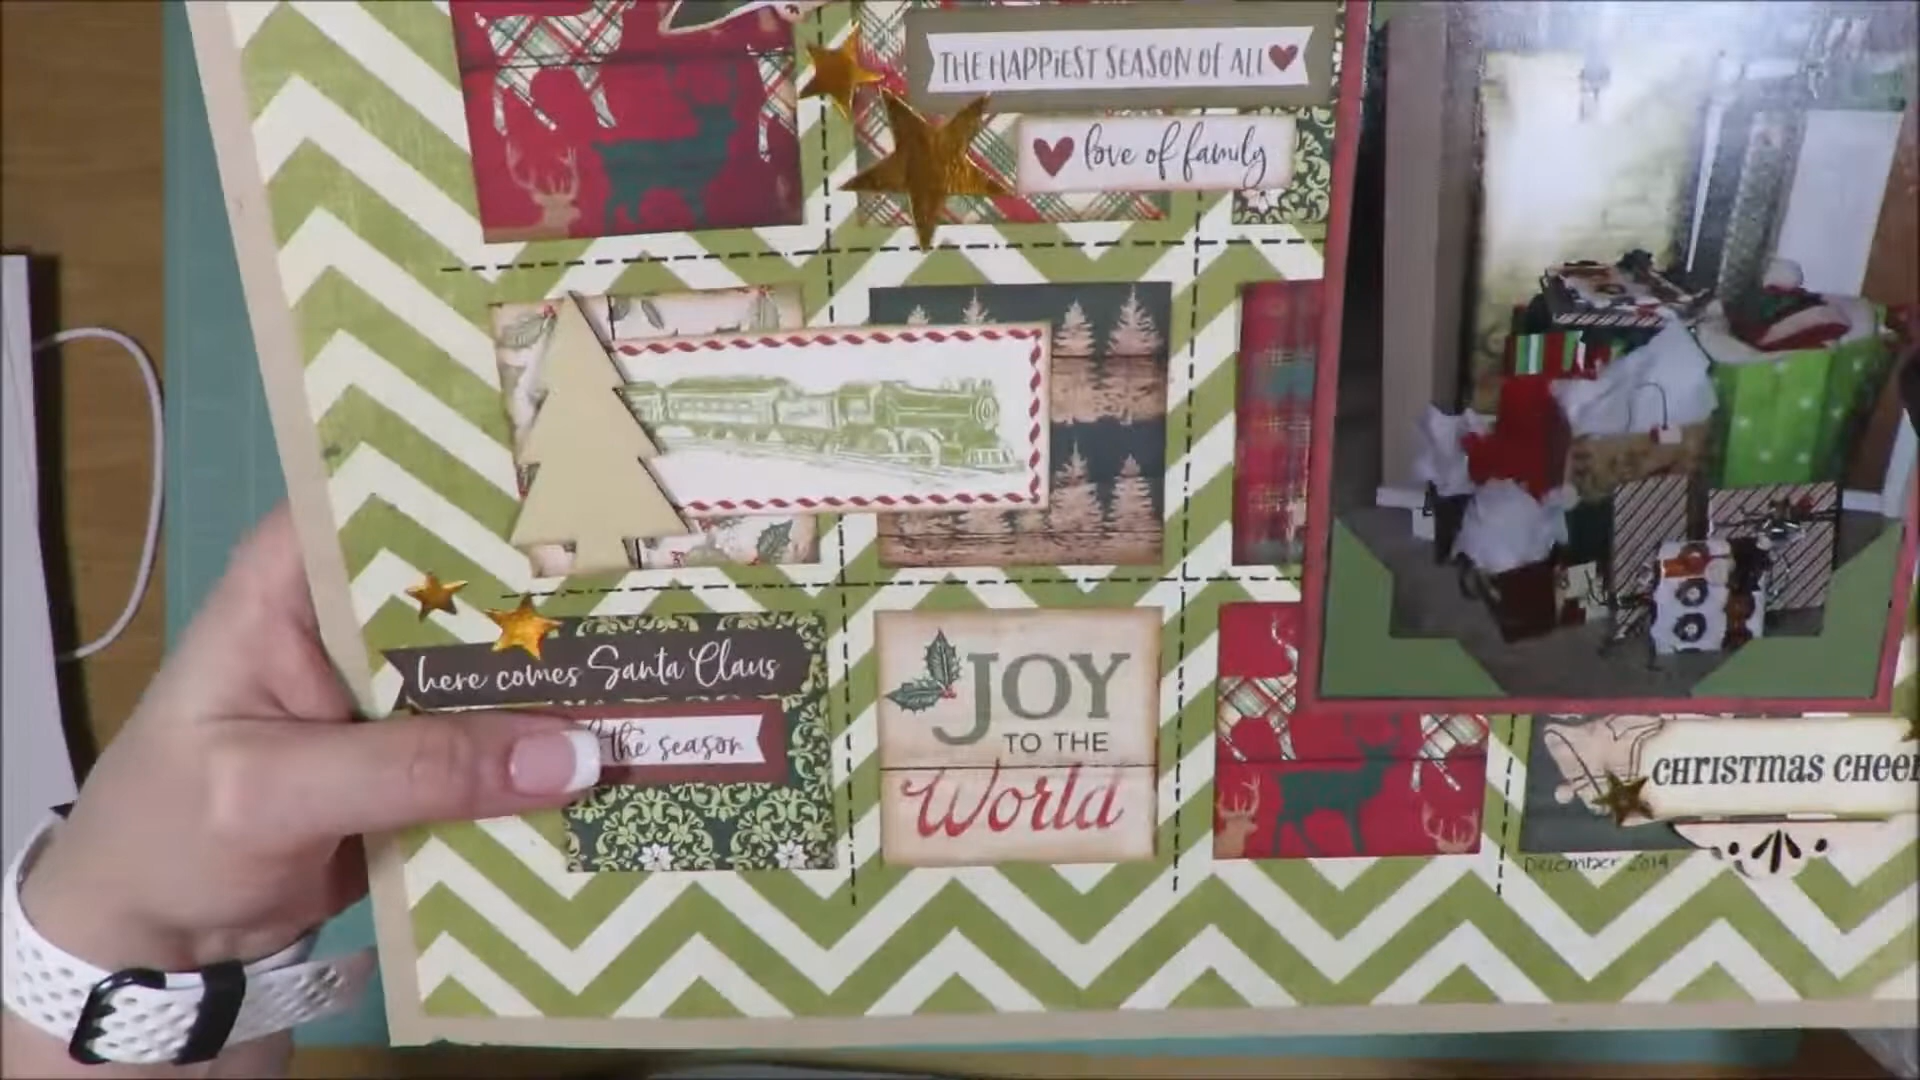 THE HAPPiEST SEASON Of ALL
love of family
here comes Santa Claus
the season
JOY
TO THE
World
CHRISTMAS CHEER
December 2019